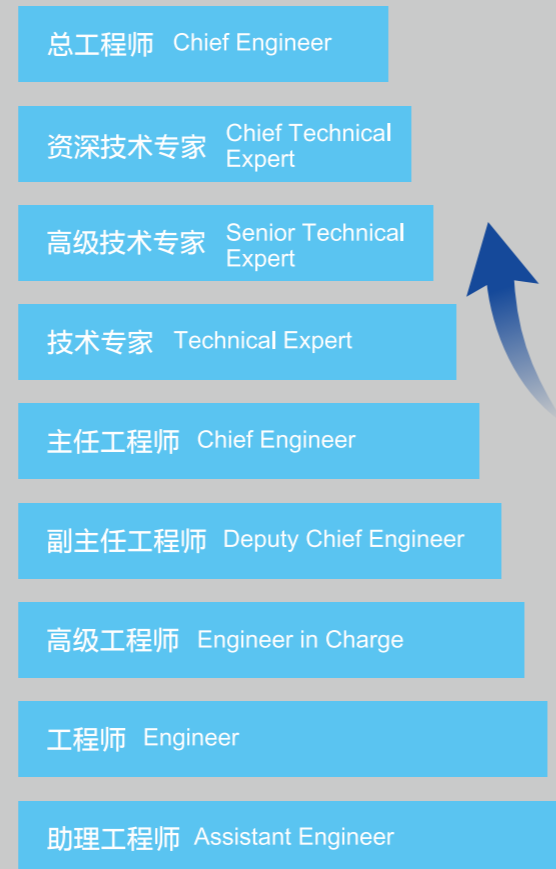 总工程师 Chief Engineer
资深技术专家 Chief Technical
Expert
高级技术专家 Senior Technical
Expert
技术专家 Technical Expert
主任工程师 Chief Engineer
副主任工程师 Deputy Chief Engineer
高级工程师 Engineer in Charge
工程师 Engineer
助理工程师 Assistant Engineer